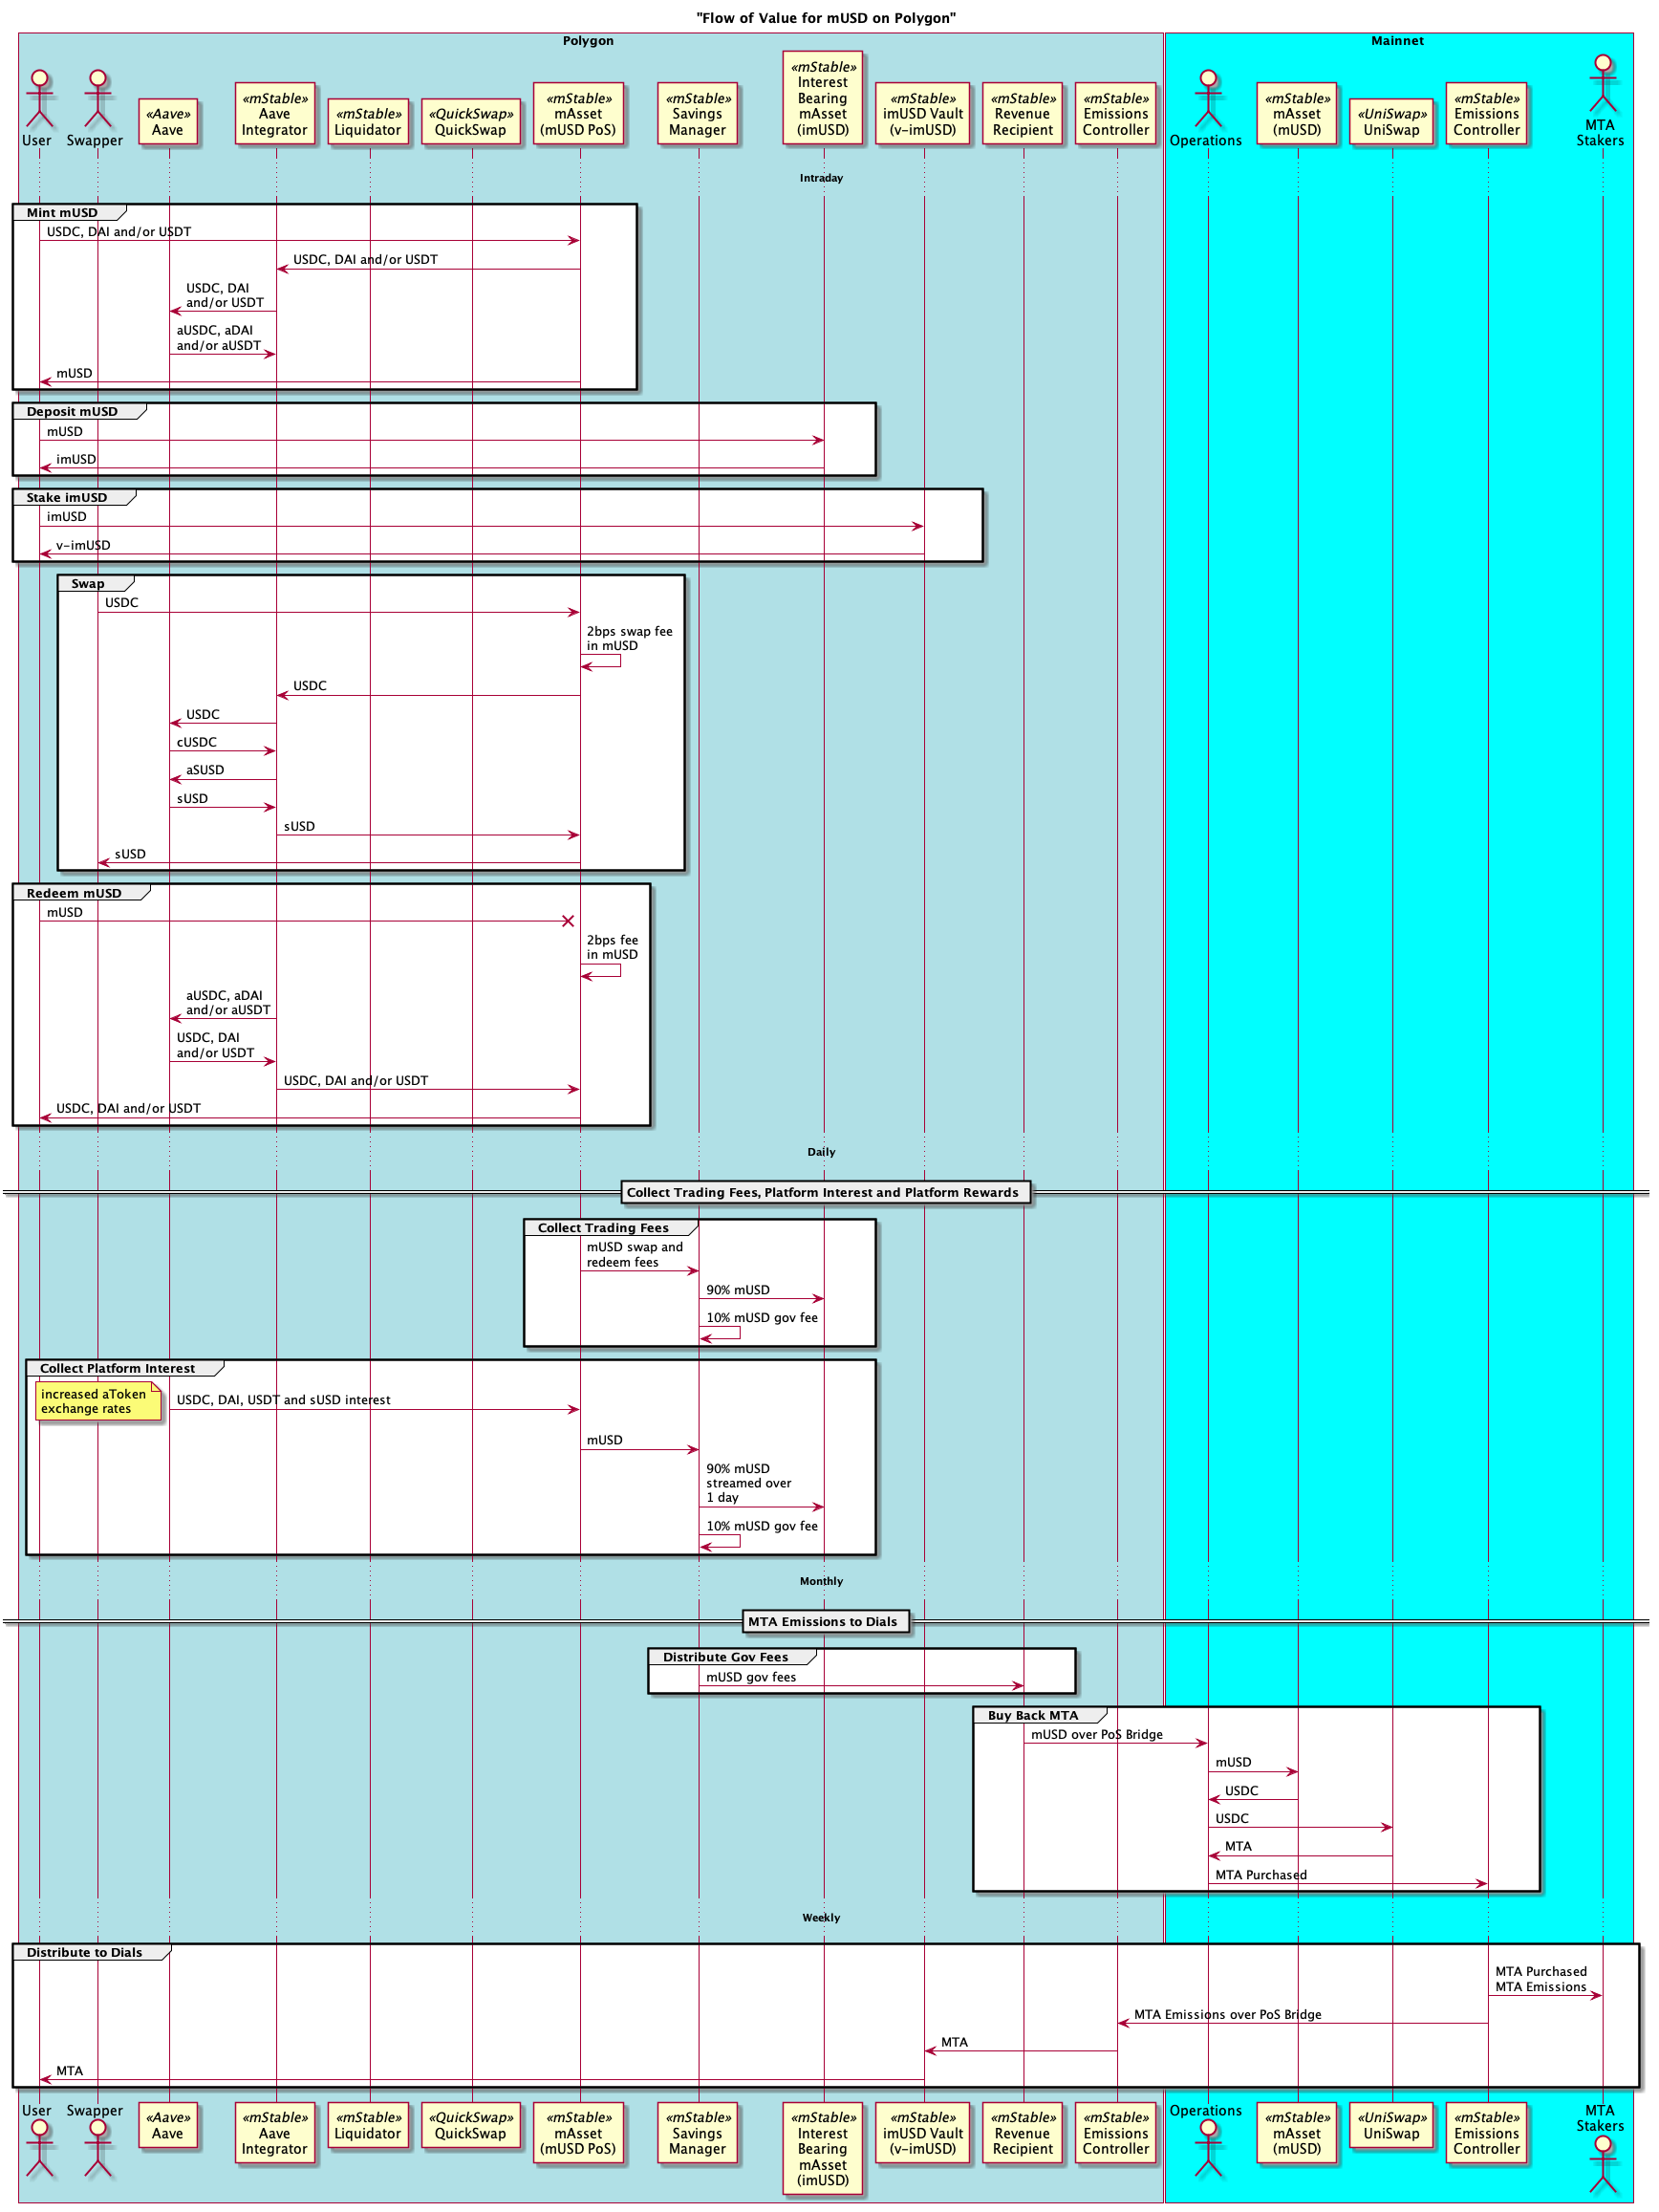 "Flow of Value for mUSD on Polygon"
Polygon
Mainnet
User
Swapper
«Aave»
Aave
«mStable»
Aave
Integrator
«mStable»
Liquidator
«QuickSwap»
QuickSwap
«mStable»
mAsset
(mUSD PoS)
«mStable»
Savings
Manager
«mStable»
Interest
Bearing
mAsset
(imUSD)
«mStable»
imUSD Vault
(v-imUSD)
«mStable»
Revenue
Recipient
«mStable»
Emissions
Controller
Operations
«mStable»
mAsset
(mUSD)
«UniSwap»
UniSwap
«mStable»
Emissions
Controller
MTA
Stakers
Intraday
Mint mUSD
USDC, DAI and/or USDT
USDC, DAI and/or USDT
USDC, DAI
and/or USDT
aUSDC, aDAI
and/or aUSDT
mUSD
Deposit mUSD
mUSD
imUSD
Stake imUSD
imUSD
v-imUSD
Swap
USDC
2bps swap fee
in mUSD
USDC
USDC
cUSDC
aSUSD
sUSD
sUSD
sUSD
Redeem mUSD
mUSD
2bps fee
in mUSD
aUSDC, aDAI
and/or aUSDT
USDC, DAI
and/or USDT
USDC, DAI and/or USDT
USDC, DAI and/or USDT
Daily
Collect Trading Fees, Platform Interest and Platform Rewards
Collect Trading Fees
mUSD swap and
redeem fees
90% mUSD
10% mUSD gov fee
Collect Platform Interest
increased aToken
exchange rates
USDC, DAI, USDT and sUSD interest
mUSD
90% mUSD
streamed over
1 day
10% mUSD gov fee
Monthly
MTA Emissions to Dials
Distribute Gov Fees
mUSD gov fees
Buy Back MTA
mUSD over PoS Bridge
mUSD
USDC
USDC
MTA
MTA Purchased
Weekly
Distribute to Dials
MTA Purchased
MTA Emissions
MTA Emissions over PoS Bridge
MTA
MTA
User
Swapper
«Aave»
Aave
«mStable»
Aave
Integrator
«mStable»
Liquidator
«QuickSwap»
QuickSwap
«mStable»
mAsset
(mUSD PoS)
«mStable»
Savings
Manager
«mStable»
Interest
Bearing
mAsset
(imUSD)
«mStable»
imUSD Vault
(v-imUSD)
«mStable»
Revenue
Recipient
«mStable»
Emissions
Controller
Operations
«mStable»
mAsset
(mUSD)
«UniSwap»
UniSwap
«mStable»
Emissions
Controller
MTA
Stakers